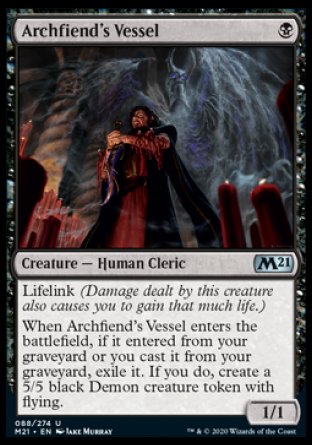 Archfiend's Vessel
Creature — Human Cleric
M21
Lifelink (Damage dealt by this creature
also causes you to gain that much life.)
When Archfiend's Vessel enters the
battlefield, if it entered from your
graveyard or you cast it from your
graveyard, exile it. If you do, create a
5/5 black Demon creature token with
flying.
1/1
088/274 U
M21 • EN Jake Murray
™ & © 2020 Wizards of the Coast